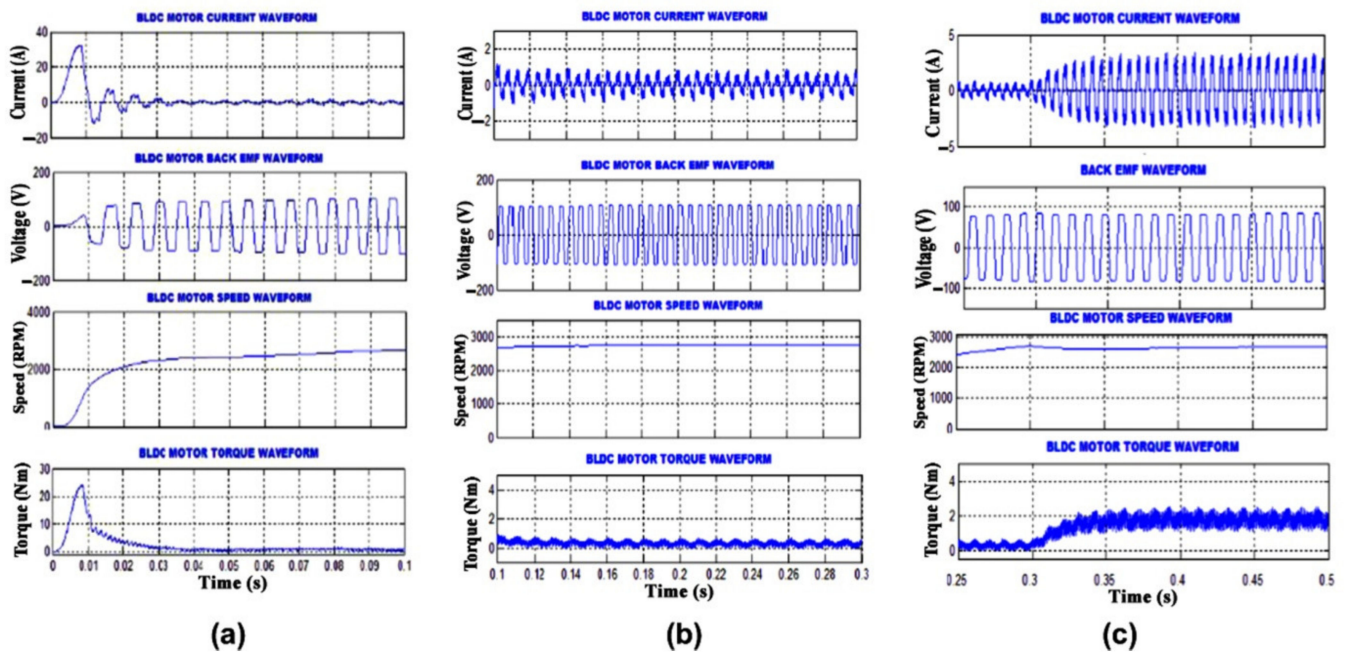 BLDC MOTOR CURRENT WAVEFORM
Current (A)
40
20
0
−20
BLDC MOTOR BACK EMF WAVEFORM
Voltage (V)
200
0
−200
BLDC MOTOR SPEED WAVEFORM
Speed (RPM)
4000
2000
0
BLDC MOTOR TORQUE WAVEFORM
Torque (Nm)
30
20
10
0
0 0.01 0.02 0.03 0.04 0.05 0.06 0.07 0.08 0.09 0.1
Time (s)
(a)
BLDC MOTOR CURRENT WAVEFORM
Current (A)
2
0
−2
BLDC MOTOR BACK EMF WAVEFORM
Voltage (V)
200
0
−200
BLDC MOTOR SPEED WAVEFORM
Speed (RPM)
3000
2000
1000
0
BLDC MOTOR TORQUE WAVEFORM
Torque (Nm)
4
2
0
0.1 0.12 0.14 0.16 0.18 0.2 0.22 0.24 0.26 0.28 0.3
Time (s)
(b)
BLDC MOTOR CURRENT WAVEFORM
Current (A)
5
0
−5
BACK EMF WAVEFORM
Voltage (V)
100
0
−100
BLDC MOTOR SPEED WAVEFORM
Speed (RPM)
3000
2000
1000
0
BLDC MOTOR TORQUE WAVEFORM
Torque (Nm)
4
2
0
0.25 0.3 0.35 0.4 0.45 0.5
Time (s)
(c)